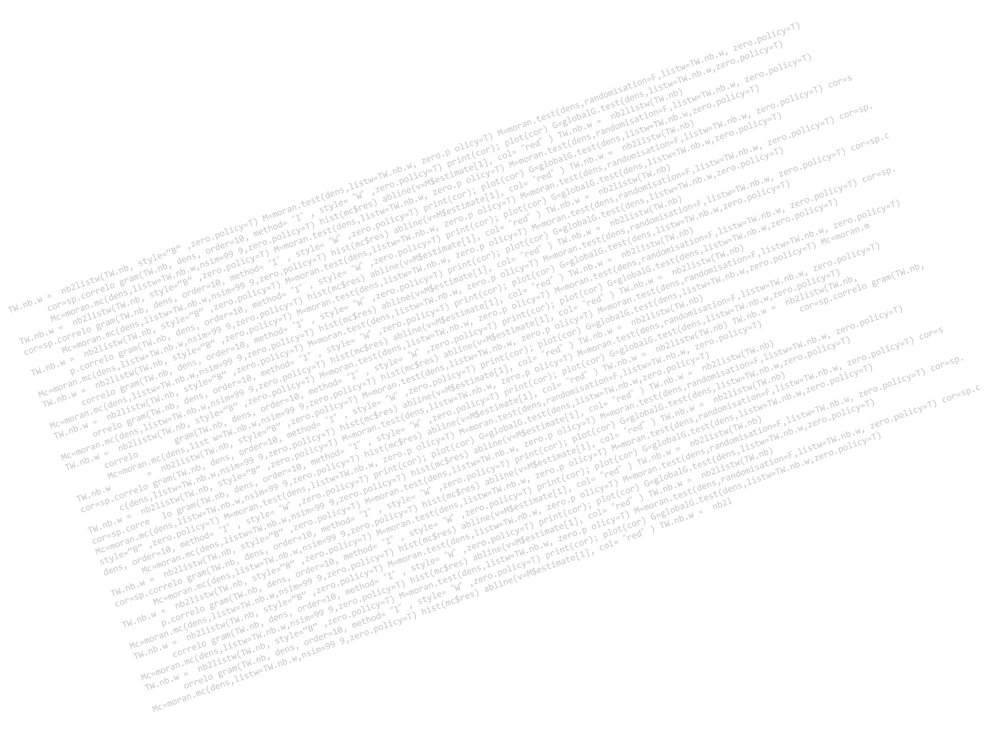 TW.nb.w =  nb2listw(TW.nb, style=“B” ,zero.policy=T) M=moran.test(dens,listw=TW.nb.w, zero.p olicy=T) M=moran.test(dens,randomisation=F,listw=TW.nb.w, zero.policy=T)
cor=sp.correlo gram(TW.nb, dens, order=10, method= "I" , style= "W" ,zero.policy=T) print(cor); plot(cor) G=globalG.test(dens,listw=TW.nb.w,zero.policy=T)
Mc=moran.mc(dens,listw=TW.nb.w,nsim=99 9,zero.policy=T) hist(mc$res) abline(v=M$estimate[1], col= "red" ) TW.nb.w =  nb2listw(TW.nb)
TW.nb.w =  nb2listw(TW.nb, style=“B” ,zero.policy=T) M=moran.test(dens,listw=TW.nb.w, zero.p olicy=T) M=moran.test(dens,randomisation=F,listw=TW.nb.w, zero.policy=T)
cor=sp.correlo gram(TW.nb, dens, order=10, method= "I" , style= "W" ,zero.policy=T) print(cor); plot(cor) G=globalG.test(dens,listw=TW.nb.w,zero.policy=T)
Mc=moran.mc(dens,listw=TW.nb.w,nsim=99 9,zero.policy=T) hist(mc$res) abline(v=M$estimate[1], col= "red" ) TW.nb.w =  nb2listw(TW.nb)
TW.nb.w =  nb2listw(TW.nb, style=“B” ,zero.policy=T) M=moran.test(dens,listw=TW.nb.w, zero.p olicy=T) M=moran.test(dens,randomisation=F,listw=TW.nb.w, zero.policy=T) cor=s
p.correlo gram(TW.nb, dens, order=10, method= "I" , style= "W" ,zero.policy=T) print(cor); plot(cor) G=globalG.test(dens,listw=TW.nb.w,zero.policy=T)
Mc=moran.mc(dens,listw=TW.nb.w,nsim=99 9,zero.policy=T) hist(mc$res) abline(v=M$estimate[1], col= "red" ) TW.nb.w =  nb2listw(TW.nb)
TW.nb.w =  nb2listw(TW.nb, style=“B” ,zero.policy=T) M=moran.test(dens,listw=TW.nb.w, zero.p olicy=T) M=moran.test(dens,randomisation=F,listw=TW.nb.w, zero.policy=T) cor=sp.
correlo gram(TW.nb, dens, order=10, method= "I" , style= "W" ,zero.policy=T) print(cor); plot(cor) G=globalG.test(dens,listw=TW.nb.w,zero.policy=T)
Mc=moran.mc(dens,listw=TW.nb.w,nsim=99 9,zero.policy=T) hist(mc$res) abline(v=M$estimate[1], col= "red" ) TW.nb.w =  nb2listw(TW.nb)
TW.nb.w =  nb2listw(TW.nb, style=“B” ,zero.policy=T) M=moran.test(dens,listw=TW.nb.w, zero.p olicy=T) M=moran.test(dens,randomisation=F,listw=TW.nb.w, zero.policy=T) cor=sp.c
orrelo gram(TW.nb, dens, order=10, method= "I" , style= "W" ,zero.policy=T) print(cor); plot(cor) G=globalG.test(dens,listw=TW.nb.w,zero.policy=T)
Mc=moran.mc(dens,listw=TW.nb.w,nsim=99 9,zero.policy=T) hist(mc$res) abline(v=M$estimate[1], col= "red" ) TW.nb.w =  nb2listw(TW.nb)
TW.nb.w =  nb2listw(TW.nb, style=“B” ,zero.policy=T) M=moran.test(dens,listw=TW.nb.w, zero.p olicy=T) M=moran.test(dens,randomisation=F,listw=TW.nb.w, zero.policy=T) cor=sp.
correlo       gram(TW.nb, dens, order=10, method= "I" , style= "W" ,zero.policy=T) print(cor); plot(cor) G=globalG.test(dens,listw=TW.nb.w,zero.policy=T)
Mc=moran.mc(dens,list w=TW.nb.w,nsim=99 9,zero.policy=T) hist(mc$res) abline(v=M$estimate[1], col= "red" ) TW.nb.w =  nb2listw(TW.nb)
TW.nb.w       =  nb2listw(TW.nb, style=“B” ,zero.policy=T) M=moran.test(dens,listw=TW.nb.w, zero.p olicy=T) M=moran.test(dens,randomisation=F,listw=TW.nb.w, zero.policy=T)
cor=sp.correlo gram(TW.nb, dens, order=10, method= "I" , style= "W" ,zero.policy=T) print(cor); plot(cor) G=globalG.test(dens,listw=TW.nb.w,zero.policy=T) Mc=moran.m
c(dens,listw=TW.nb.w,nsim=99 9,zero.policy=T) hist(mc$res) abline(v=M$estimate[1], col= "red" ) TW.nb.w =  nb2listw(TW.nb)
TW.nb.w =  nb2listw(TW.nb, style=“B” ,zero.policy=T) M=moran.test(dens,listw=TW.nb.w, zero.p olicy=T) M=moran.test(dens,randomisation=F,listw=TW.nb.w, zero.policy=T)
cor=sp.corre  lo gram(TW.nb, dens, order=10, method= "I" , style= "W" ,zero.policy=T) print(cor); plot(cor) G=globalG.test(dens,listw=TW.nb.w,zero.policy=T)
Mc=moran.mc(dens,listw=TW.nb.w,nsim=99 9,zero.policy=T) hist(mc$res) abline(v=M$estimate[1], col= "red" ) TW.nb.w =  nb2listw(TW.nb) TW.nb.w =  nb2listw(TW.nb,
style=“B” ,zero.policy=T) M=moran.test(dens,listw=TW.nb.w, zero.p olicy=T) M=moran.test(dens,randomisation=F,listw=TW.nb.w, zero.policy=T)       cor=sp.correlo gram(TW.nb,
dens, order=10, method= "I" , style= "W" ,zero.policy=T) print(cor); plot(cor) G=globalG.test(dens,listw=TW.nb.w,zero.policy=T)
Mc=moran.mc(dens,listw=TW.nb.w,nsim=99 9,zero.policy=T) hist(mc$res) abline(v=M$estimate[1], col= "red" ) TW.nb.w =  nb2listw(TW.nb)
TW.nb.w =  nb2listw(TW.nb, style=“B” ,zero.policy=T) M=moran.test(dens,listw=TW.nb.w, zero.p olicy=T) M=moran.test(dens,randomisation=F,listw=TW.nb.w, zero.policy=T)
cor=sp.correlo gram(TW.nb, dens, order=10, method= "I" , style= "W" ,zero.policy=T) print(cor); plot(cor) G=globalG.test(dens,listw=TW.nb.w,zero.policy=T)
Mc=moran.mc(dens,listw=TW.nb.w,nsim=99 9,zero.policy=T) hist(mc$res) abline(v=M$estimate[1], col= "red" ) TW.nb.w =  nb2listw(TW.nb)
TW.nb.w =  nb2listw(TW.nb, style=“B” ,zero.policy=T) M=moran.test(dens,listw=TW.nb.w, zero.p olicy=T) M=moran.test(dens,randomisation=F,listw=TW.nb.w, zero.policy=T) cor=s
p.correlo gram(TW.nb, dens, order=10, method= "I" , style= "W" ,zero.policy=T) print(cor); plot(cor) G=globalG.test(dens,listw=TW.nb.w,zero.policy=T)
Mc=moran.mc(dens,listw=TW.nb.w,nsim=99 9,zero.policy=T) hist(mc$res) abline(v=M$estimate[1], col= "red" ) TW.nb.w =  nb2listw(TW.nb)
TW.nb.w =  nb2listw(TW.nb, style=“B” ,zero.policy=T) M=moran.test(dens,listw=TW.nb.w, zero.p olicy=T) M=moran.test(dens,randomisation=F,listw=TW.nb.w, zero.policy=T) cor=sp.
correlo gram(TW.nb, dens, order=10, method= "I" , style= "W" ,zero.policy=T) print(cor); plot(cor) G=globalG.test(dens,listw=TW.nb.w,zero.policy=T)
Mc=moran.mc(dens,listw=TW.nb.w,nsim=99 9,zero.policy=T) hist(mc$res) abline(v=M$estimate[1], col= "red" ) TW.nb.w =  nb2listw(TW.nb)
TW.nb.w =  nb2listw(TW.nb, style=“B” ,zero.policy=T) M=moran.test(dens,listw=TW.nb.w, zero.p olicy=T) M=moran.test(dens,randomisation=F,listw=TW.nb.w, zero.policy=T) cor=sp.c
orrelo gram(TW.nb, dens, order=10, method= "I" , style= "W" ,zero.policy=T) print(cor); plot(cor) G=globalG.test(dens,listw=TW.nb.w,zero.policy=T)
Mc=moran.mc(dens,listw=TW.nb.w,nsim=99 9,zero.policy=T) hist(mc$res) abline(v=M$estimate[1], col= "red" ) TW.nb.w =  nb2l